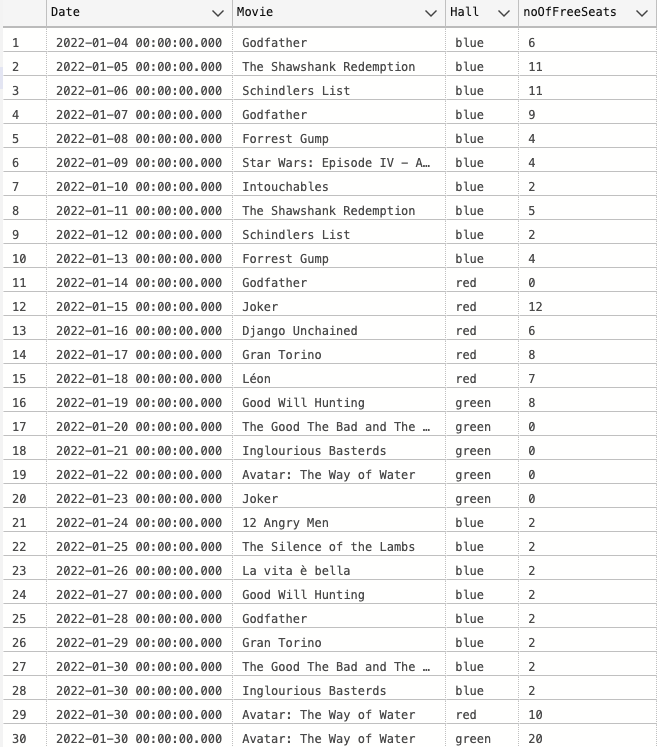 Date Movie Hall noOfFreeSeats
1 2022-01-04 00:00:00.000 Godfather blue 6
2 2022-01-05 00:00:00.000 The Shawshank Redemption blue 11
3 2022-01-06 00:00:00.000 Schindlers List blue 11
4 2022-01-07 00:00:00.000 Godfather blue 9
5 2022-01-08 00:00:00.000 Forrest Gump blue 4
6 2022-01-09 00:00:00.000 Star Wars: Episode IV – A… blue 4
7 2022-01-10 00:00:00.000 Intouchables blue 2
8 2022-01-11 00:00:00.000 The Shawshank Redemption blue 5
9 2022-01-12 00:00:00.000 Schindlers List blue 2
10 2022-01-13 00:00:00.000 Forrest Gump blue 4
11 2022-01-14 00:00:00.000 Godfather red 0
12 2022-01-15 00:00:00.000 Joker red 12
13 2022-01-16 00:00:00.000 Django Unchained red 6
14 2022-01-17 00:00:00.000 Gran Torino red 8
15 2022-01-18 00:00:00.000 Léon red 7
16 2022-01-19 00:00:00.000 Good Will Hunting green 8
17 2022-01-20 00:00:00.000 The Good The Bad and The … green 0
18 2022-01-21 00:00:00.000 Inglourious Basterds green 0
19 2022-01-22 00:00:00.000 Avatar: The Way of Water green 0
20 2022-01-23 00:00:00.000 Joker green 0
21 2022-01-24 00:00:00.000 12 Angry Men blue 2
22 2022-01-25 00:00:00.000 The Silence of the Lambs blue 2
23 2022-01-26 00:00:00.000 La vita è bella blue 2
24 2022-01-27 00:00:00.000 Good Will Hunting blue 2
25 2022-01-28 00:00:00.000 Godfather blue 2
26 2022-01-29 00:00:00.000 Gran Torino blue 2
27 2022-01-30 00:00:00.000 The Good The Bad and The … blue 2
28 2022-01-30 00:00:00.000 Inglourious Basterds blue 2
29 2022-01-30 00:00:00.000 Avatar: The Way of Water red 10
30 2022-01-30 00:00:00.000 Avatar: The Way of Water green 20